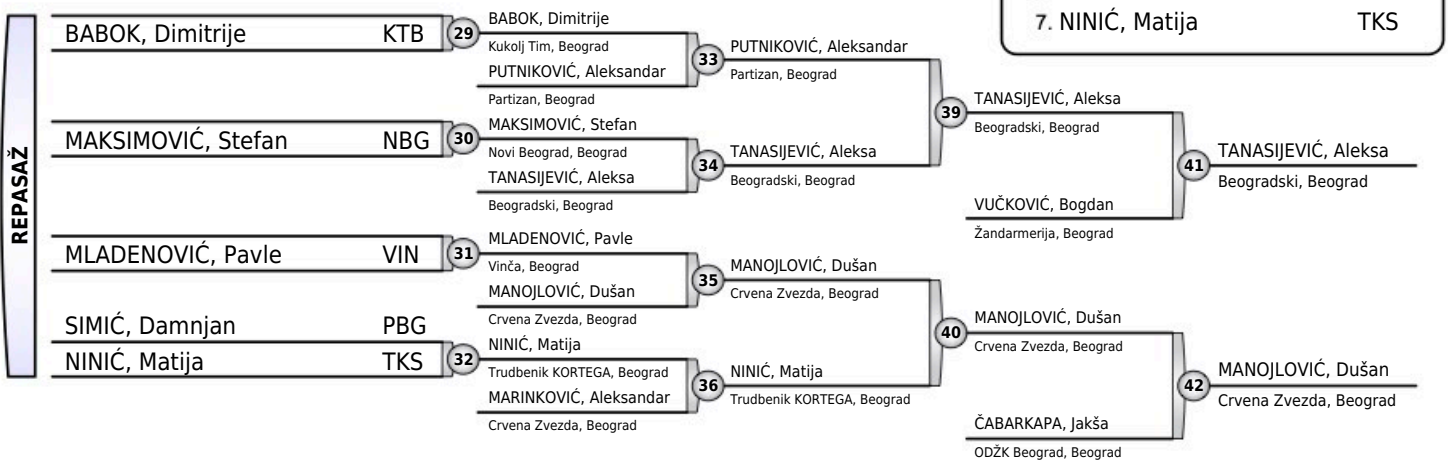 7. NINIĆ, Matija TKS
REPASAŽ
BABOK, Dimitrije KTB
MAKSIMOVIĆ, Stefan NBG
MLADENOVIĆ, Pavle VIN
SIMIĆ, Damnjan PBG
NINIĆ, Matija TKS
29
30
31
32
BABOK, Dimitrije
Kukolj Tim, Beograd
PUTNIKOVIĆ, Aleksandar
Partizan, Beograd
MAKSIMOVIĆ, Stefan
Novi Beograd, Beograd
TANASIJEVIĆ, Aleksa
Beogradski, Beograd
MLADENOVIĆ, Pavle
Vinča, Beograd
MANOJLOVIĆ, Dušan
Crvena Zvezda, Beograd
NINIĆ, Matija
Trudbenik KORTEGA, Beograd
MARINKOVIĆ, Aleksandar
Crvena Zvezda, Beograd
33
34
35
36
PUTNIKOVIĆ, Aleksandar
Partizan, Beograd
TANASIJEVIĆ, Aleksa
Beogradski, Beograd
MANOJLOVIĆ, Dušan
Crvena Zvezda, Beograd
NINIĆ, Matija
Trudbenik KORTEGA, Beograd
39
40
TANASIJEVIĆ, Aleksa
Beogradski, Beograd
VUČKOVIĆ, Bogdan
Žandarmerija, Beograd
MANOJLOVIĆ, Dušan
Crvena Zvezda, Beograd
ČABARKAPA, Jakša
ODŽK Beograd, Beograd
41
42
TANASIJEVIĆ, Aleksa
Beogradski, Beograd
MANOJLOVIĆ, Dušan
Crvena Zvezda, Beograd